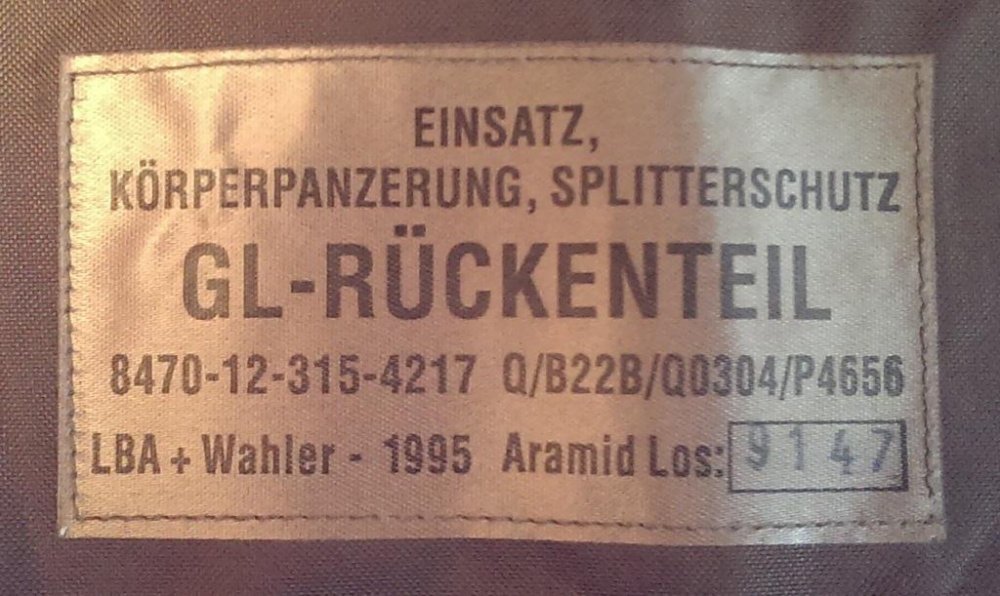 EINSATZ,
KÖRPERPANZERUNG, SPLITTERSCHUTZ
GL-RÜCKENTEIL
8470-12-315-4217 Q/B22B/Q0304/P4656
LBA + Wahler - 1995 Aramid Los: 9147